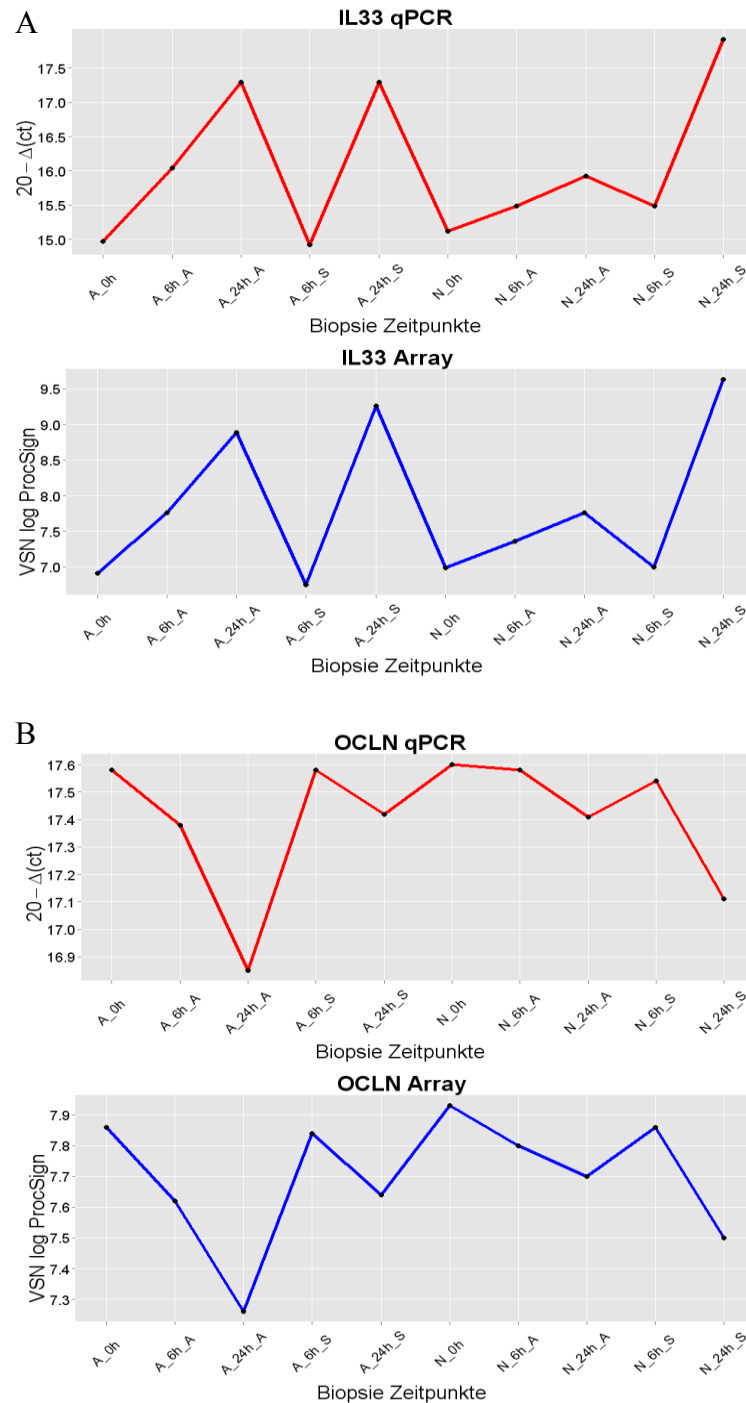 A
IL33 qPCR
20 – Δ(ct)
17.5
17.0
16.5
16.0
15.5
15.0
A_0h
A_6h_A
A_24h_A
A_6h_S
A_24h_S
N_0h
N_6h_A
N_24h_A
N_6h_S
N_24h_S
Biopsie Zeitpunkte
IL33 Array
VSN log ProcSign
9.5
9.0
8.5
8.0
7.5
7.0
A_0h
A_6h_A
A_24h_A
A_6h_S
A_24h_S
N_0h
N_6h_A
N_24h_A
N_6h_S
N_24h_S
Biopsie Zeitpunkte
B
OCLN qPCR
20 – Δ(ct)
17.6
17.5
17.4
17.3
17.2
17.1
17.0
16.9
A_0h
A_6h_A
A_24h_A
A_6h_S
A_24h_S
N_0h
N_6h_A
N_24h_A
N_6h_S
N_24h_S
Biopsie Zeitpunkte
OCLN Array
VSN log ProcSign
7.9
7.8
7.7
7.6
7.5
7.4
7.3
A_0h
A_6h_A
A_24h_A
A_6h_S
A_24h_S
N_0h
N_6h_A
N_24h_A
N_6h_S
N_24h_S
Biopsie Zeitpunkte